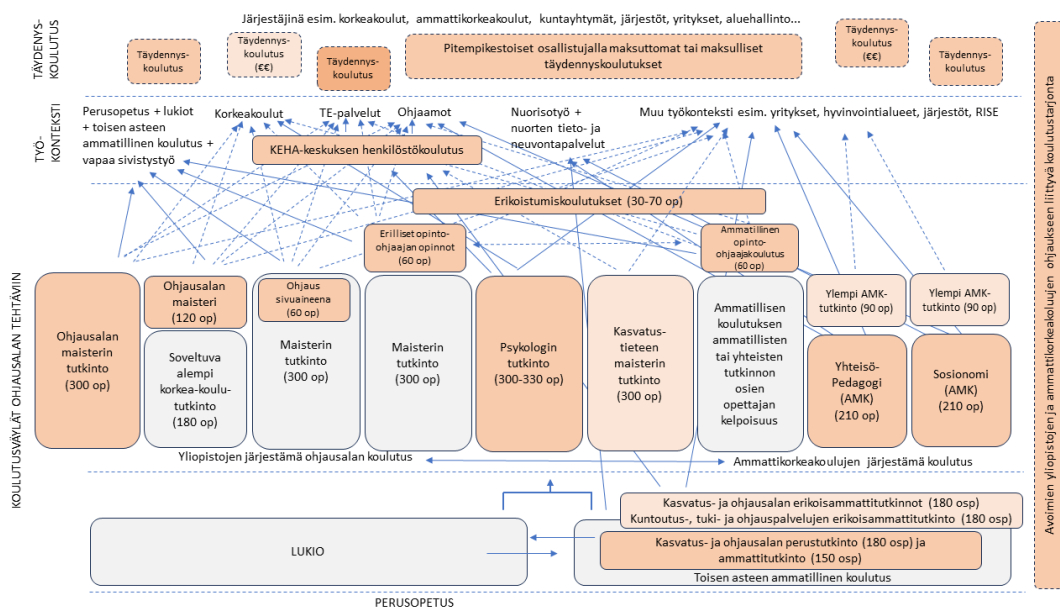 Järjestäjinä esim. korkeakoulut, ammattikorkeakoulut, kuntayhtymät, järjestöt, yritykset, aluehallinto...
TÄYDENNYS-
KOULUTUS
Täydennys-
koulutus
Täydennys-
koulutus
(€€)
Täydennys-
koulutus
Pitempikestoiset osallistujalla maksuttomat tai maksulliset
täydennyskoulutukset
Täydennys-
koulutus
(€€)
Täydennys-
koulutus
TYÖ-
KONTEKSTI
Perusopetus + lukiot
+ toisen asteen
ammatillinen koulutus +
vapaa sivistystyö
Korkeakoulut
TE-palvelut
Ohjaamot
Nuorisotyö +
nuorten tieto- ja
neuvontapalvelut
Muu työkonteksti esim. yritykset, hyvinvointialueet, järjestöt, RISE
KEHA-keskuksen henkilöstökoulutus
KOULUTUSVÄYLÄT OHJAUSALAN TEHTÄVIIN
Erikoistumiskoulutukset (30-70 op)
Erilliset opinto-
ohjaajan opinnot
(60 op)
Ammatillinen
opinto-
ohjaajakoulutus
(60 op)
Ohjausalan
maisterin
tutkinto
(300 op)
Ohjausalan
maisteri
(120 op)
Soveltuva
alempi
korkea-koulu-
tutkinto
(180 op)
Ohjaus
sivuaineena
(60 op)
Maisterin
tutkinto
(300 op)
Maisterin
tutkinto
(300 op)
Psykologin
tutkinto
(300-330 op)
Kasvatus-
tieteen
maisterin
tutkinto
(300 op)
Ammatillisen
koulutuksen
ammatillisten
tai yhteisten
tutkinnon
osien
opettajan
kelpoisuus
Ylempi AMK-
tutkinto (90 op)
Yhteisö-
Pedagogi
(AMK)
(210 op)
Ylempi AMK-
tutkinto (90 op)
Sosionomi
(AMK)
(210 op)
Yliopistojen järjestämä ohjausalan koulutus
Ammattikorkeakoulujen järjestämä koulutus
LUKIO
Kasvatus- ja ohjausalan erikoisammattitutkinnot (180 osp)
Kuntoutus-, tuki- ja ohjauspalvelujen erikoisammattitutkinto (180 osp)
Kasvatus- ja ohjausalan perustutkinto (180 osp) ja
ammattitutkinto (150 osp)
Toisen asteen ammatillinen koulutus
PERUSOPETUS
Avoimien yliopistojen ja ammattikorkeakoulujen ohjaukseen liittyvä koulutustarjonta